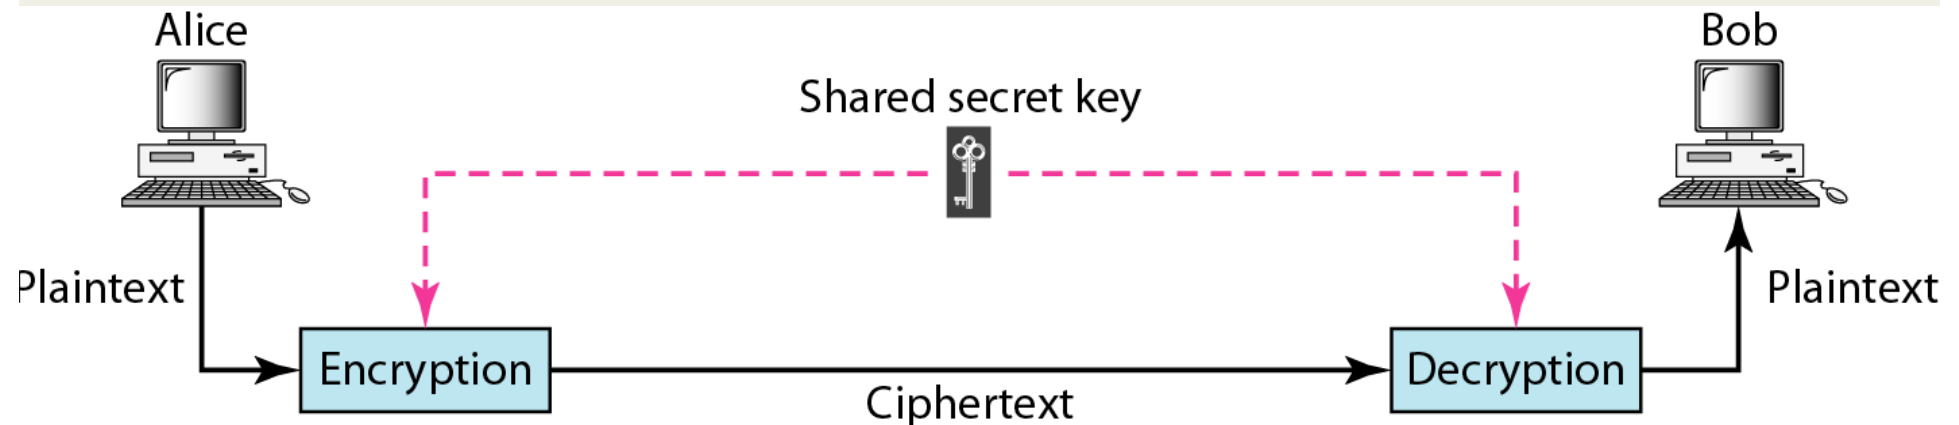 Alice
Bob
Shared secret key
Plaintext
Plaintext
Encryption
Decryption
Ciphertext